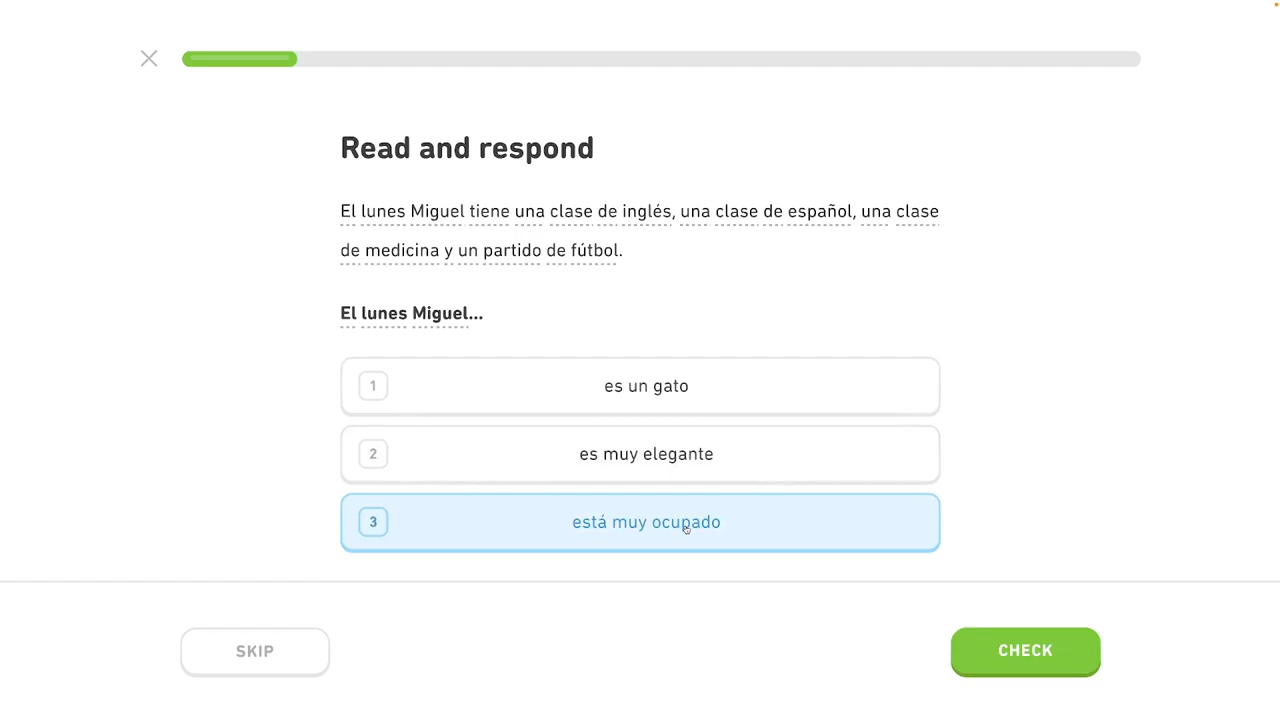 Read and respond
El lunes Miguel tiene una clase de inglés, una clase de español, una clase
de medicina y un partido de fútbol.
El lunes Miguel...
1 es un gato
2 es muy elegante
3 está muy ocupado
SKIP CHECK